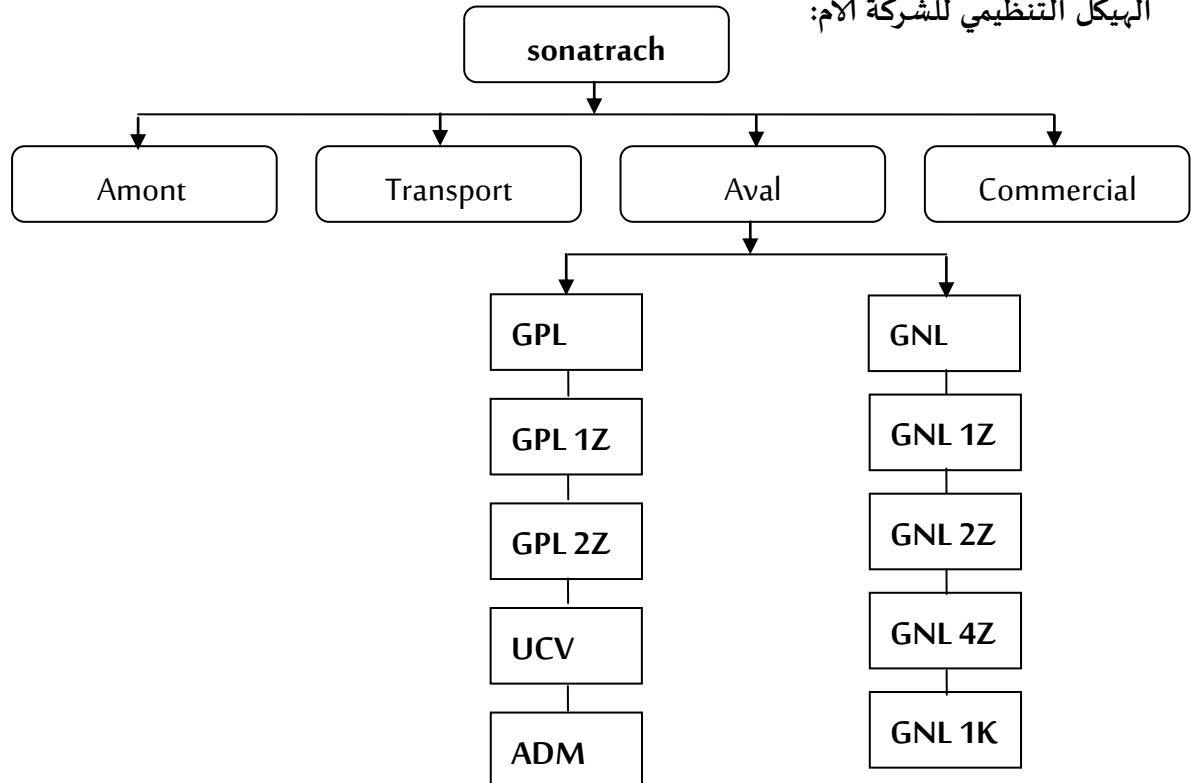 الهيكل التنظيمي للشركة الام:
sonatrach
Amont
Transport
Aval
Commercial
GPL
GNL
GPL 1Z
GNL 1Z
GPL 2Z
GNL 2Z
UCV
GNL 4Z
ADM
GNL 1K